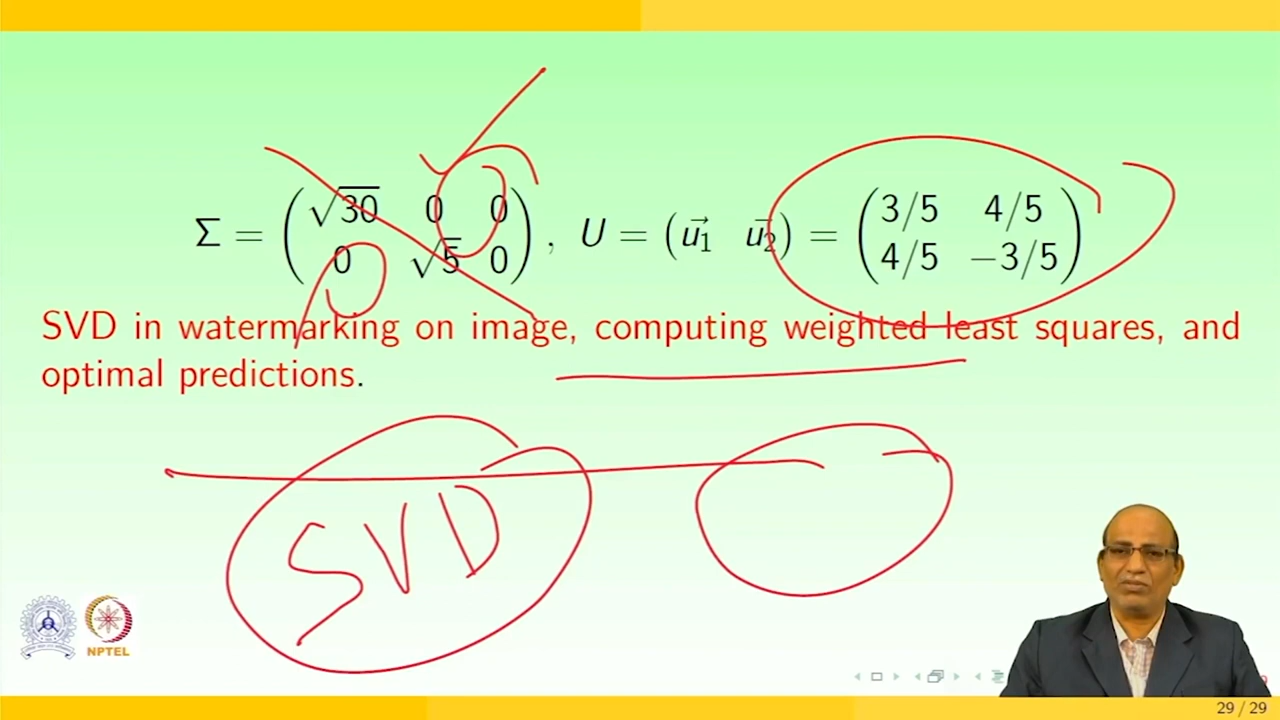 Σ = (√30 0 0 0 √5 0), U = (u⃗1 u⃗2) = (3/5 4/5 4/5 −3/5)
SVD in watermarking on image, computing weighted least squares, and
optimal predictions.
SVD
NPTEL
29 / 29